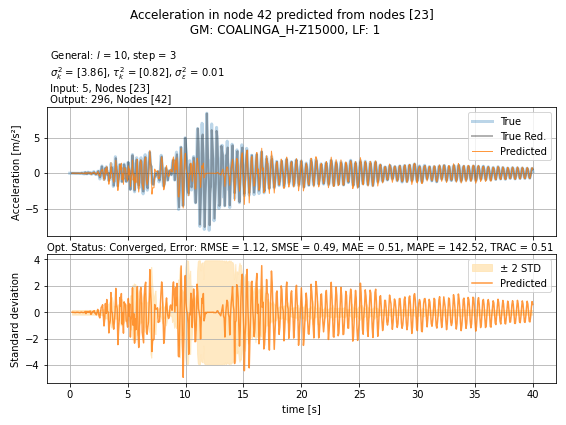 Acceleration in node 42 predicted from nodes [23]
GM: COALINGA_H-Z15000, LF: 1
General: l = 10, step = 3
σ²ₖ = [3.86], τ²ₖ = [0.82], σ²ε = 0.01
Input: 5, Nodes [23]
Output: 296, Nodes [42]
True
True Red.
Predicted
Acceleration [m/s²]
5
0
−5
Opt. Status: Converged, Error: RMSE = 1.12, SMSE = 0.49, MAE = 0.51, MAPE = 142.52, TRAC = 0.51
± 2 STD
Predicted
Standard deviation
4
2
0
−2
−4
0 5 10 15 20 25 30 35 40
time [s]